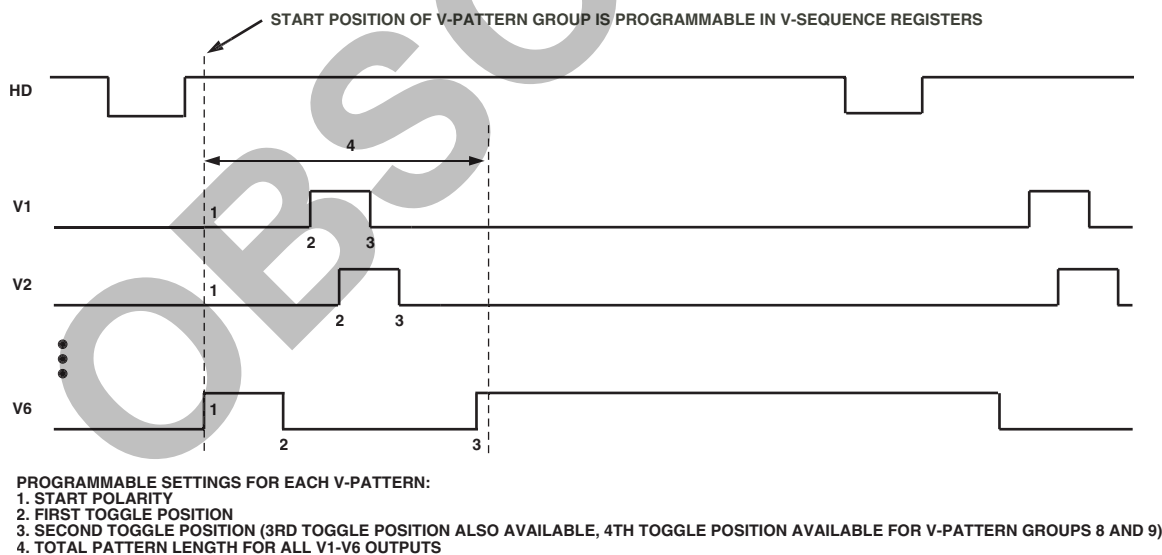 START POSITION OF V-PATTERN GROUP IS PROGRAMMABLE IN V-SEQUENCE REGISTERS
HD
4
V1
1
2
3
V2
1
2
3
V6
1
2
3
PROGRAMMABLE SETTINGS FOR EACH V-PATTERN:
1. START POLARITY
2. FIRST TOGGLE POSITION
3. SECOND TOGGLE POSITION (3RD TOGGLE POSITION ALSO AVAILABLE, 4TH TOGGLE POSITION AVAILABLE FOR V-PATTERN GROUPS 8 AND 9)
4. TOTAL PATTERN LENGTH FOR ALL V1-V6 OUTPUTS
OBSO